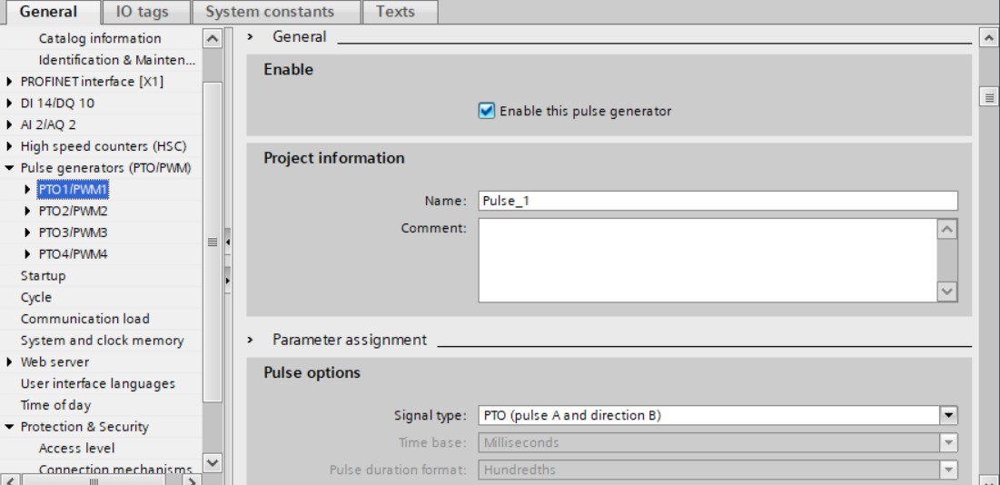 General IO tags System constants Texts
Catalog information
Identification & Mainten...
PROFINET interface [X1]
DI 14/DQ 10
AI 2/AQ 2
High speed counters (HSC)
Pulse generators (PTO/PWM)
PTO1/PWM1
PTO2/PWM2
PTO3/PWM3
PTO4/PWM4
Startup
Cycle
Communication load
System and clock memory
Web server
User interface languages
Time of day
Protection & Security
Access level
Connection mechanisms
General
Enable
Enable this pulse generator
Project information
Name: Pulse_1
Comment:
Parameter assignment
Pulse options
Signal type: PTO (pulse A and direction B)
Time base: Milliseconds
Pulse duration format: Hundredths